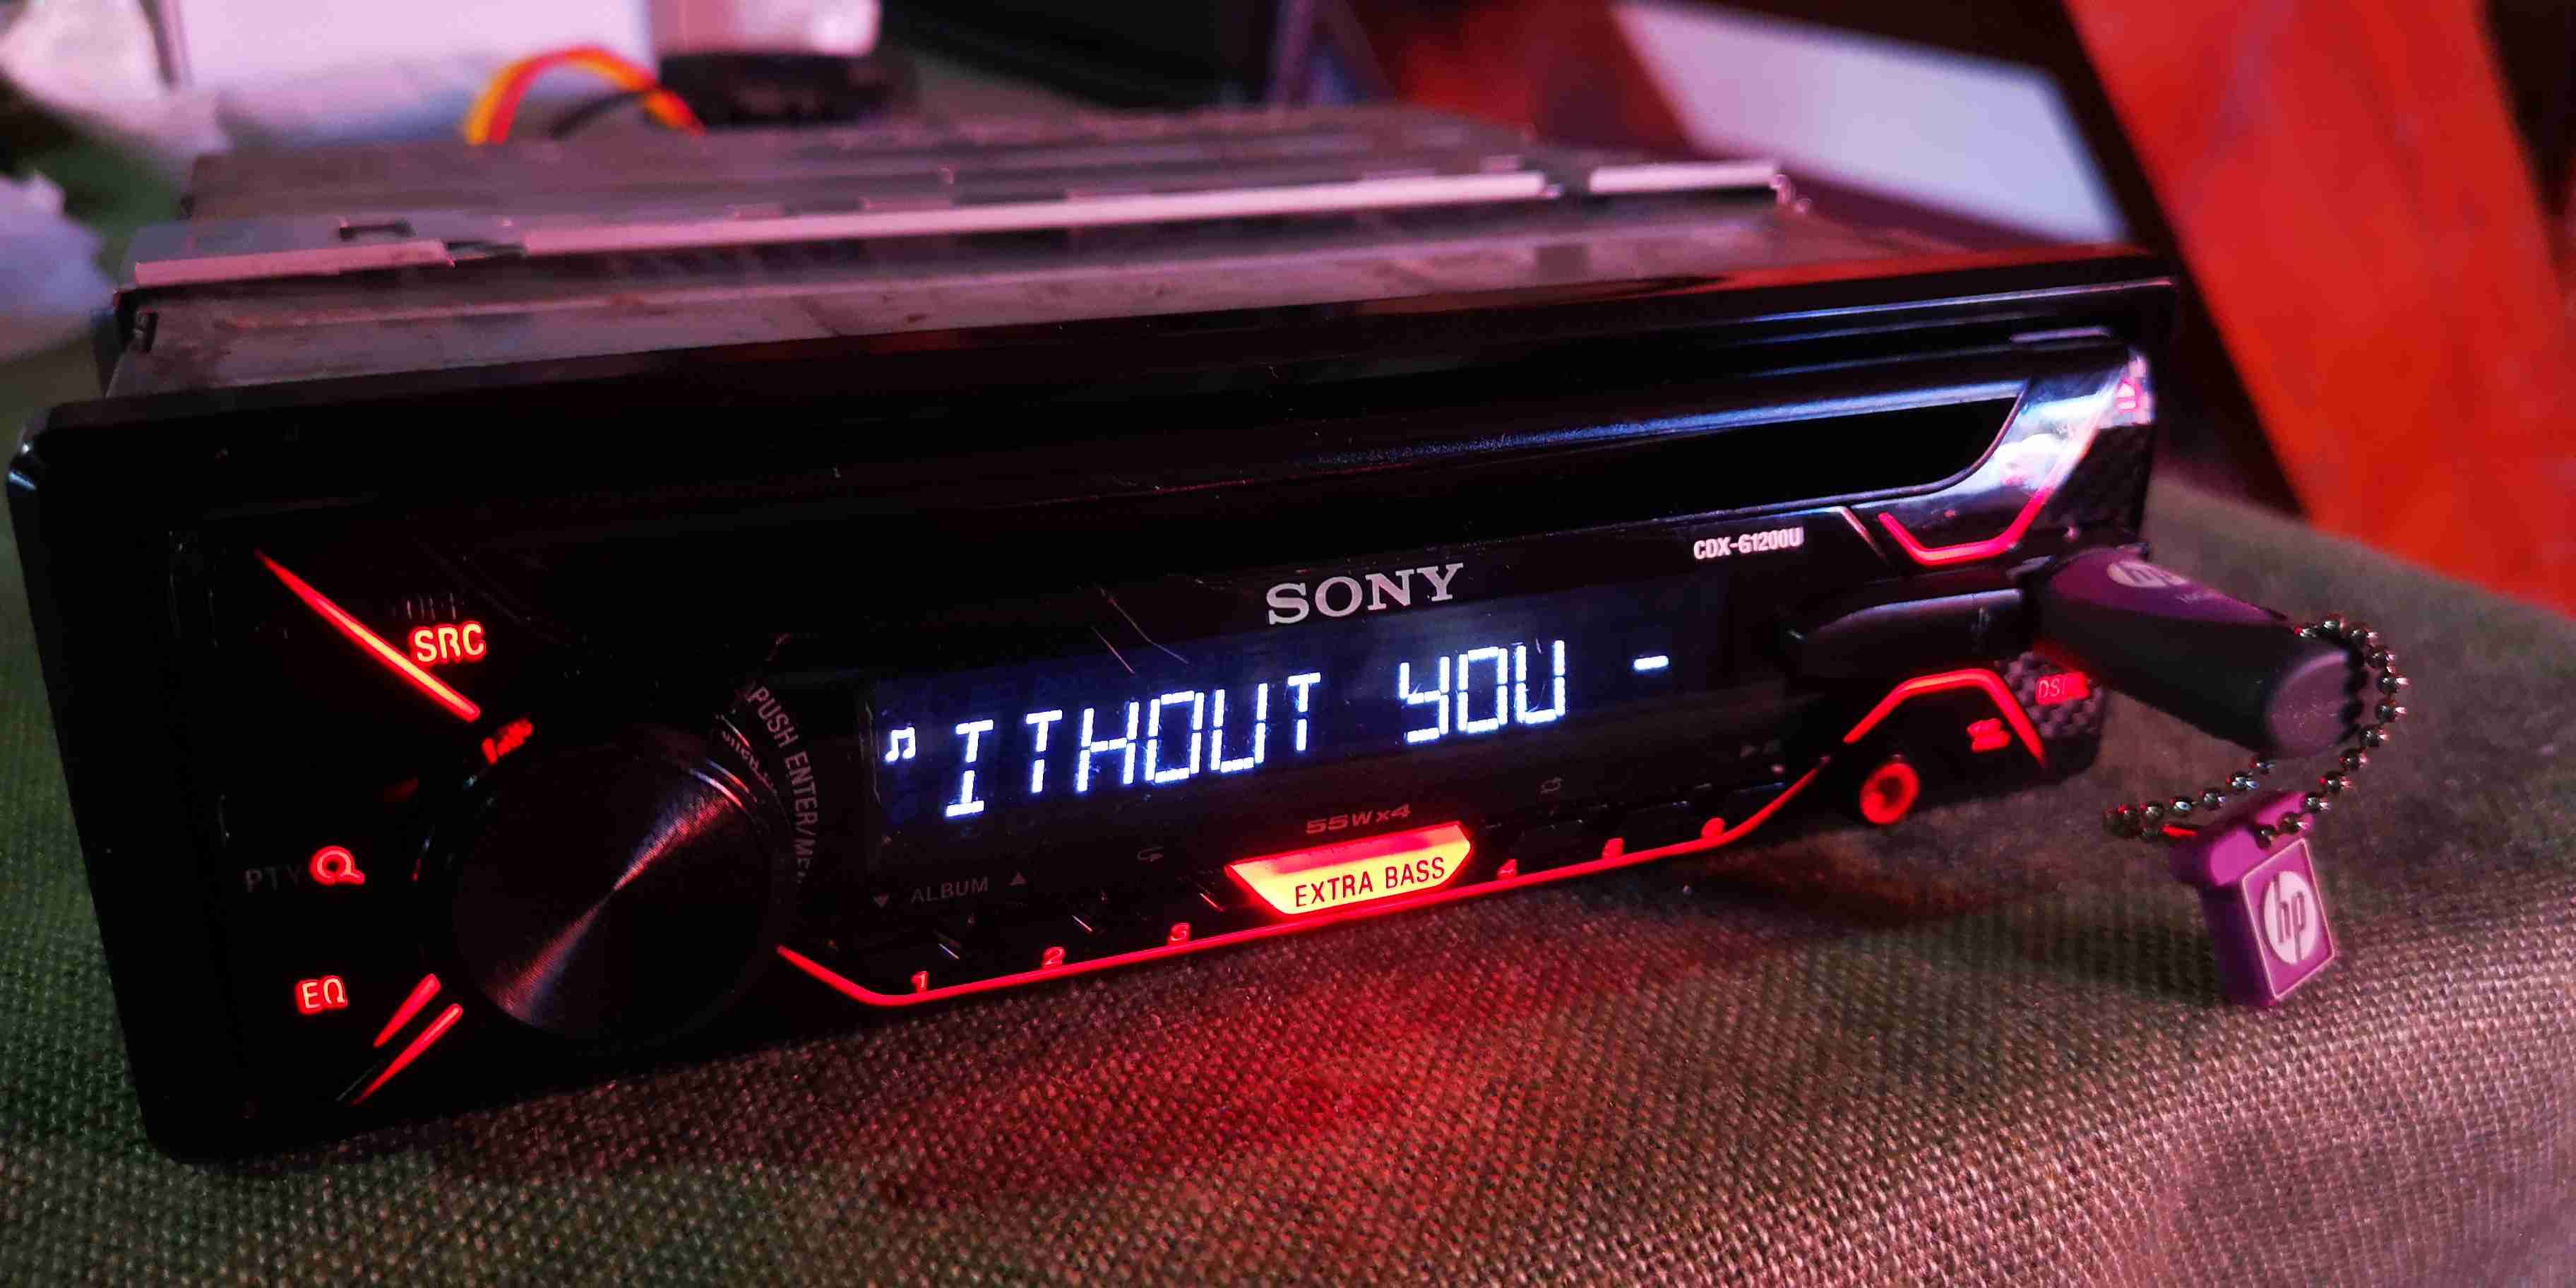 CDX-G1200U
SONY
SRC
PUSH ENTER/ME
ITHOUT YOU -
55W x4
PTY
EXTRA BASS
ALBUM
EQ
1
2
3
4
5
6
DS
hp
hp